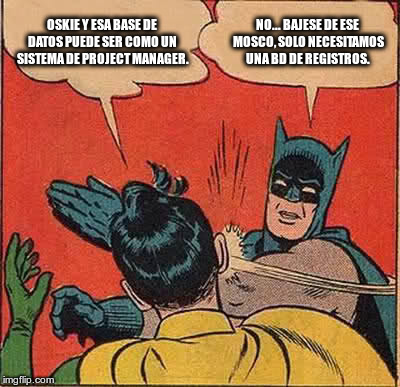 OSKIE Y ESA BASE DE
DATOS PUEDE SER COMO UN
SISTEMA DE PROJECT MANAGER.
NO... BAJESE DE ESE
MOSCO, SOLO NECESITAMOS
UNA BD DE REGISTROS.
imgflip.com